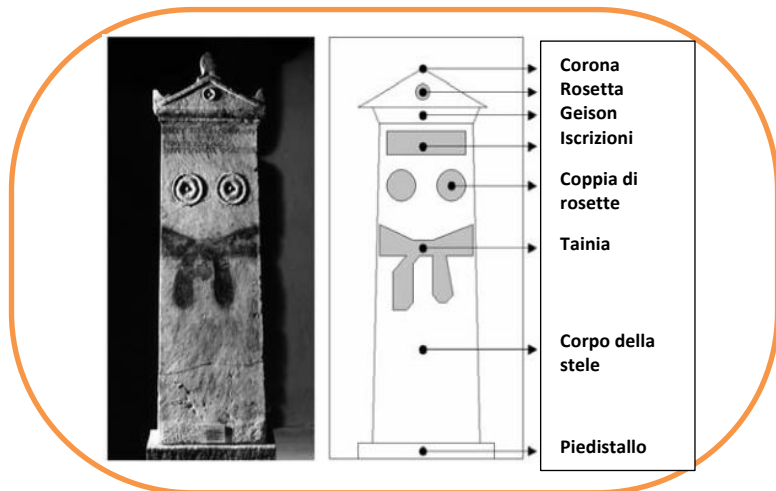 Corona
Rosetta
Geison
Iscrizioni
Coppia di
rosette
Tainia
Corpo della
stele
Piedistallo